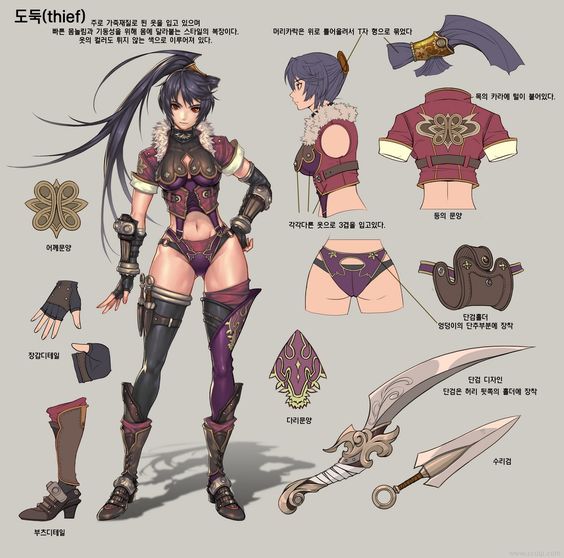 도둑(thief)
주로 가죽재질로 된 옷을 입고 있으며
빠른 몸놀림과 기동성을 위해 몸에 달라붙는 스타일의 복장이다.
옷의 컬러도 튀지 않는 색으로 이루어져 있다.
머리카락은 위로 틀어올려서 T자 형으로 묶었다
목의 카라에 털이 붙어있다.
등의 문양
어깨문양
각각다른 옷으로 3겹을 입고있다.
단검홀더
엉덩이의 단추부분에 장착
장갑디테일
단검 디자인
단검은 허리 뒷쪽의 홀더에 장착
다리문양
수리검
부츠디테일